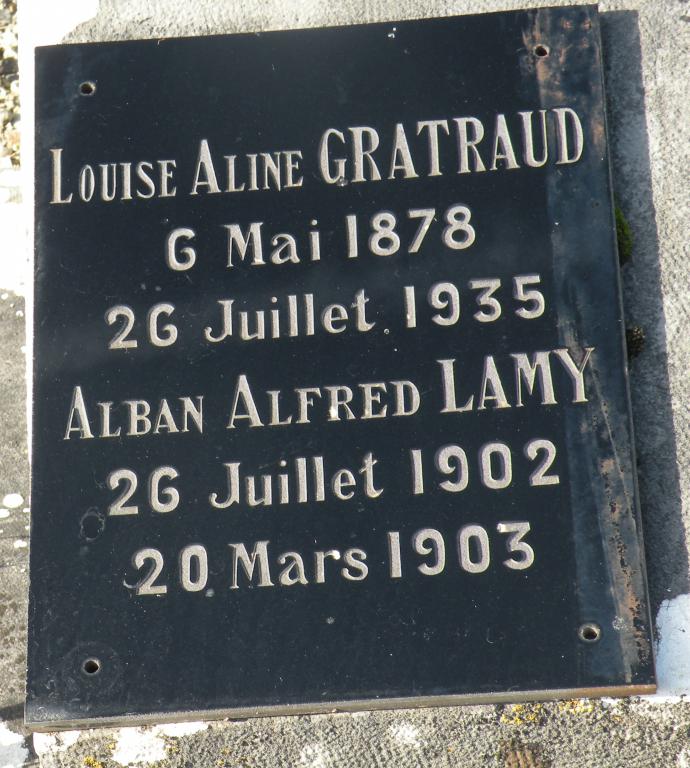 Louise Aline GRATRAUD
6 Mai 1878
26 Juillet 1935
Alban Alfred LAMY
26 Juillet 1902
20 Mars 1903